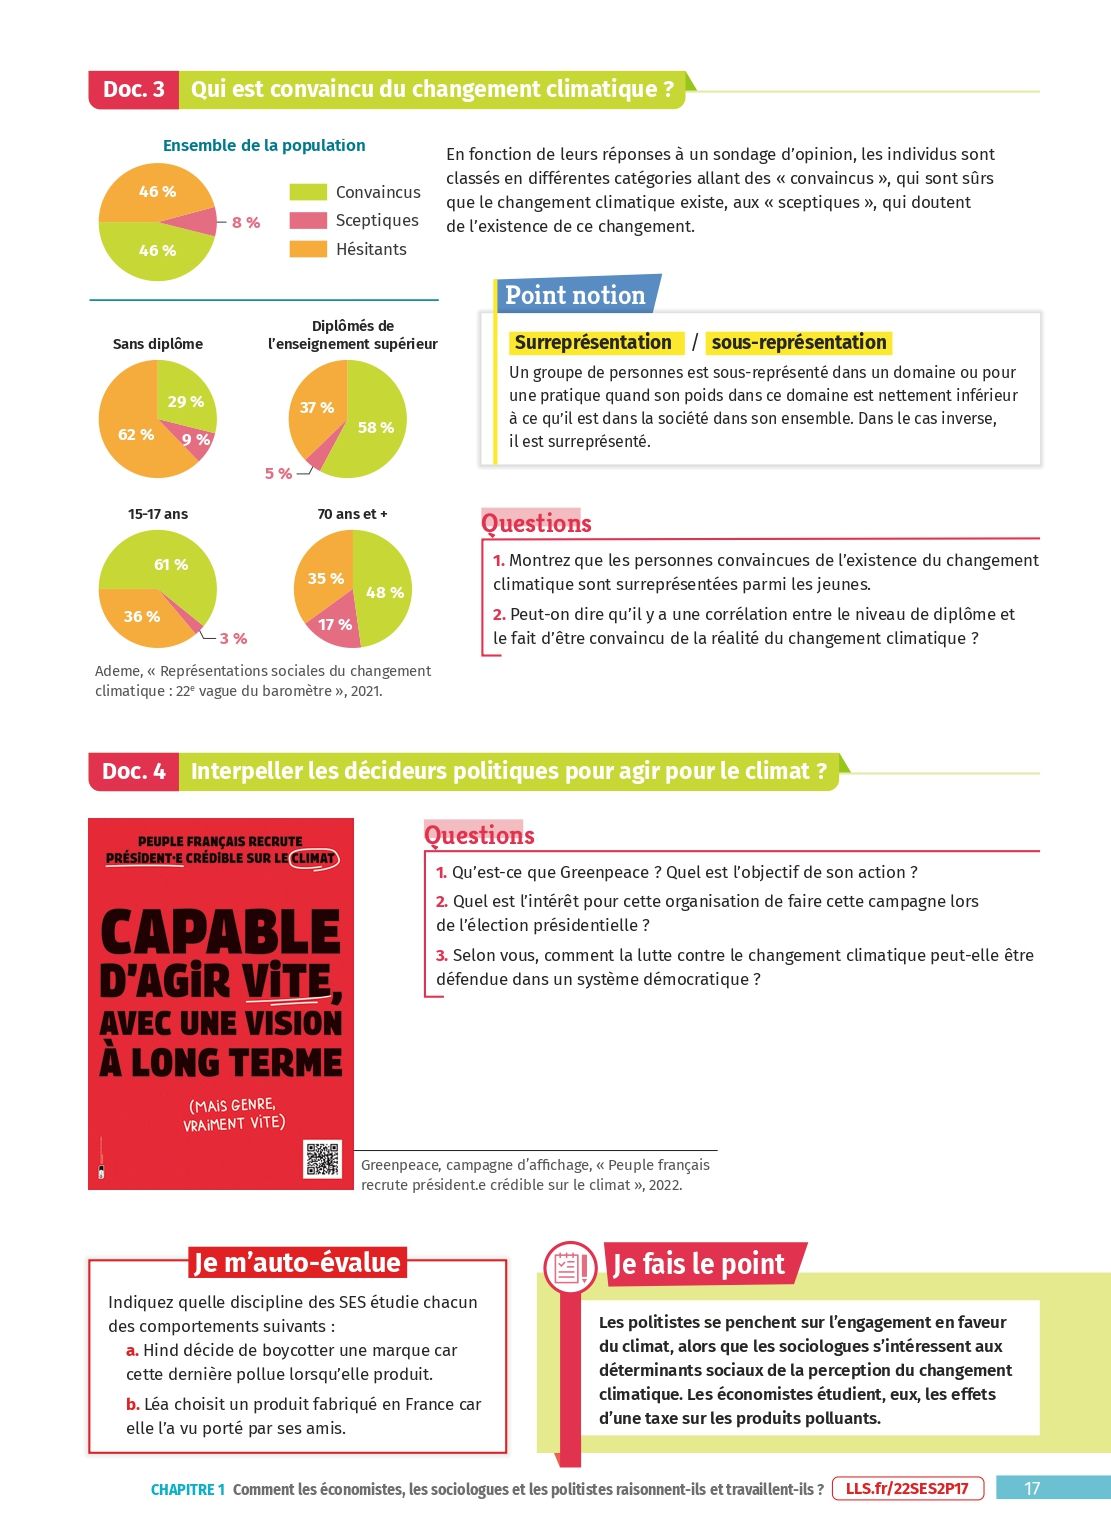 Doc. 3 Qui est convaincu du changement climatique ?
Ensemble de la population
46 %
8 %
46 %
Convaincus
Sceptiques
Hésitants
En fonction de leurs réponses à un sondage d’opinion, les individus sont
classés en différentes catégories allant des « convaincus », qui sont sûrs
que le changement climatique existe, aux « sceptiques », qui doutent
de l’existence de ce changement.
Sans diplôme
29 %
9 %
62 %
Diplômés de
l’enseignement supérieur
37 %
58 %
5 %
15-17 ans
61 %
36 %
3 %
70 ans et +
35 %
48 %
17 %
Ademe, « Représentations sociales du changement
climatique : 22e vague du baromètre », 2021.
Point notion
Surreprésentation / sous-représentation
Un groupe de personnes est sous-représenté dans un domaine ou pour
une pratique quand son poids dans ce domaine est nettement inférieur
à ce qu’il est dans la société dans son ensemble. Dans le cas inverse,
il est surreprésenté.
Questions
1. Montrez que les personnes convaincues de l’existence du changement
climatique sont surreprésentées parmi les jeunes.
2. Peut-on dire qu’il y a une corrélation entre le niveau de diplôme et
le fait d’être convaincu de la réalité du changement climatique ?
Doc. 4 Interpeller les décideurs politiques pour agir pour le climat ?
PEUPLE FRANÇAIS RECRUTE
PRÉSIDENT·E CRÉDIBLE SUR LE CLIMAT
CAPABLE
D’AGiR ViTE,
AVEC UNE VISION
À LONG TERME
(MAiS GENRE,
VRAiMENT ViTE)
Greenpeace, campagne d’affichage, « Peuple français
recrute président.e crédible sur le climat », 2022.
Questions
1. Qu’est-ce que Greenpeace ? Quel est l’objectif de son action ?
2. Quel est l’intérêt pour cette organisation de faire cette campagne lors
de l’élection présidentielle ?
3. Selon vous, comment la lutte contre le changement climatique peut-elle être
défendue dans un système démocratique ?
Je m’auto-évalue
Indiquez quelle discipline des SES étudie chacun
des comportements suivants :
a. Hind décide de boycotter une marque car
cette dernière pollue lorsqu’elle produit.
b. Léa choisit un produit fabriqué en France car
elle l’a vu porté par ses amis.
Je fais le point
Les politistes se penchent sur l’engagement en faveur
du climat, alors que les sociologues s’intéressent aux
déterminants sociaux de la perception du changement
climatique. Les économistes étudient, eux, les effets
d’une taxe sur les produits polluants.
CHAPITRE 1 Comment les économistes, les sociologues et les politistes raisonnent-ils et travaillent-ils ? LLS.fr/22SES2P17 17